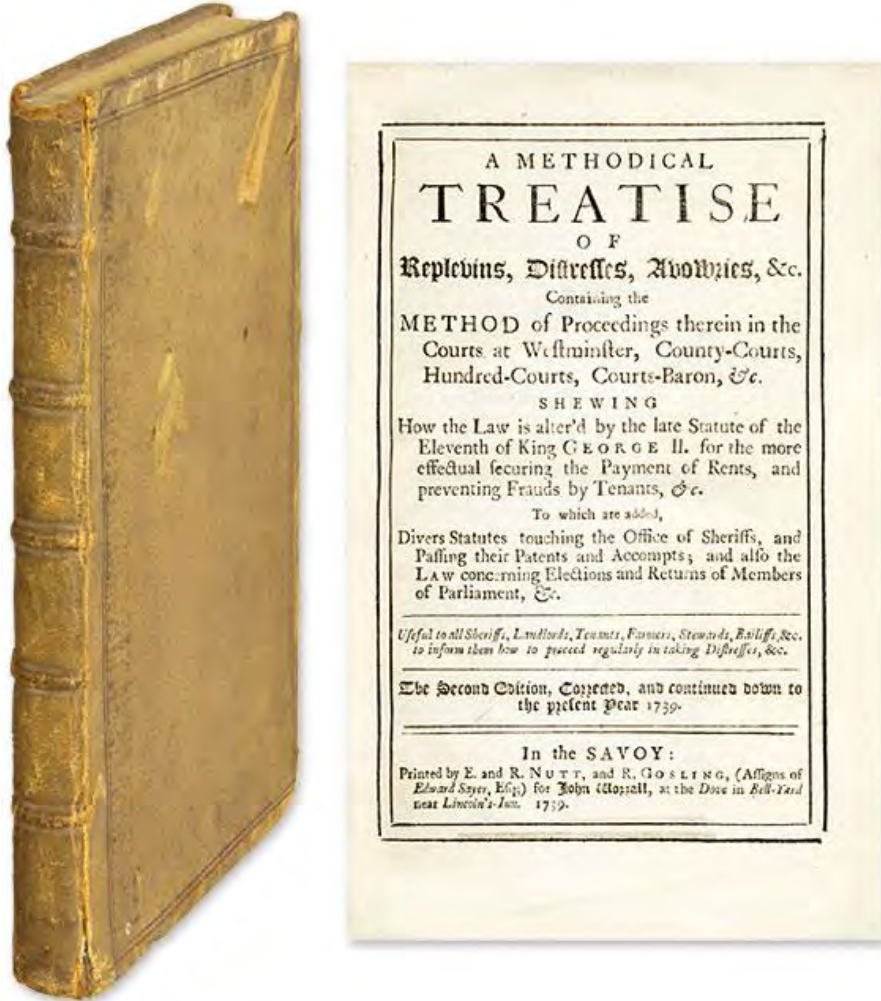 A METHODICAL
TREATISE
OF
Replevins, Diſtreſſes, Avowries, &c.
Containing the
METHOD of Proceedings therein in the
Courts at Weſtminſter, County-Courts,
Hundred-Courts, Courts-Baron, &c.
SHEWING
How the Law is alter'd by the late Statute of the
Eleventh of King GEORGE II. for the more
effectual ſecuring the Payment of Rents, and
preventing Frauds by Tenants, &c.
To which are added,
Divers Statutes touching the Office of Sheriffs, and
Paſſing their Patents and Accompts; and alſo the
LAW concerning Elections and Returns of Members
of Parliament, &c.
Uſeful to all Sheriffs, Landlords, Tenants, Farmers, Stewards, Bailiffs, &c.
to inform them how to proceed regularly in taking Diſtreſſes, &c.
The Second Edition, Corrected, and continued down to
the preſent Year 1739.
In the SAVOY:
Printed by E. and R. NUTT, and R. GOSLING, (Aſſigns of
Edward Sayer, Eſq;) for John Worrall, at the Dove in Bell-Yard
near Lincoln's-Inn. 1739.